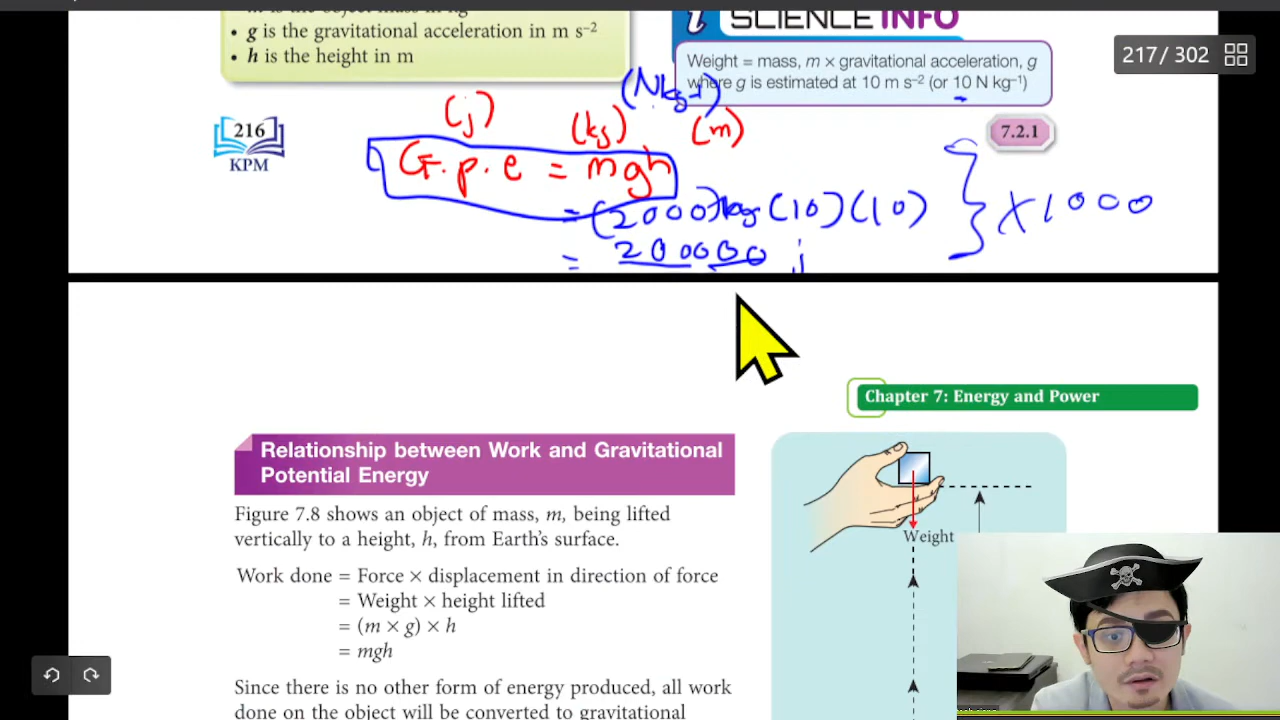 • g is the gravitational acceleration in m s⁻²
• h is the height in m
SCIENCE INFO
Weight = mass, m × gravitational acceleration, g
where g is estimated at 10 m s⁻² (or 10 N kg⁻¹)
217/ 302
216
KPM
7.2.1
(j) (kg) (Nkg⁻¹) (m)
G.p.e = mgh
= (2000)kg (10)(10) } X1000
= 200000 j
Chapter 7: Energy and Power
Relationship between Work and Gravitational
Potential Energy
Figure 7.8 shows an object of mass, m, being lifted
vertically to a height, h, from Earth's surface.
Work done = Force × displacement in direction of force
= Weight × height lifted
= (m × g) × h
= mgh
Since there is no other form of energy produced, all work
done on the object will be converted to gravitational
Weight